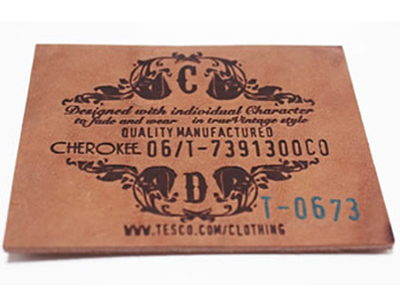 C
Designed with individual Character
to fade and wear in true Vintage style
QUALITY MANUFACTURED
CHEROKEE 06/T-7391300CO
D
T-0673
WWW.TESCO.COM/CLOTHING